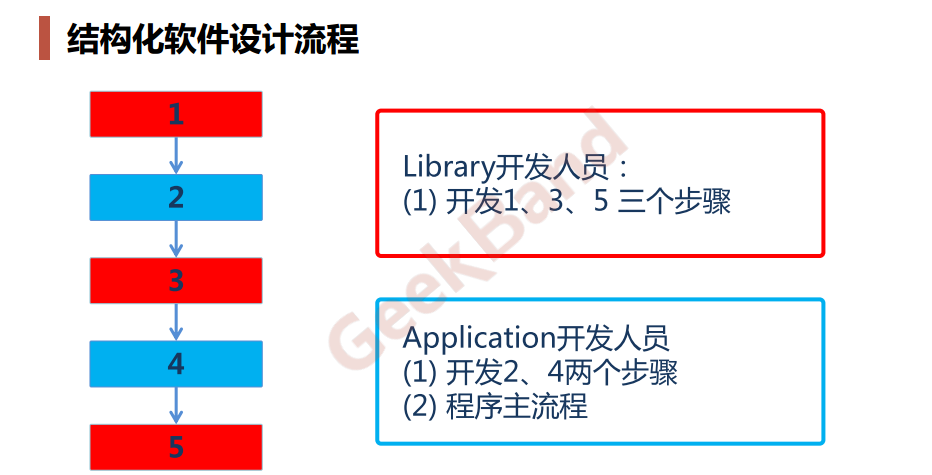 结构化软件设计流程
1
2
3
4
5
Library开发人员：
(1) 开发1、3、5 三个步骤
Application开发人员
(1) 开发2、4两个步骤
(2) 程序主流程
GeekBand